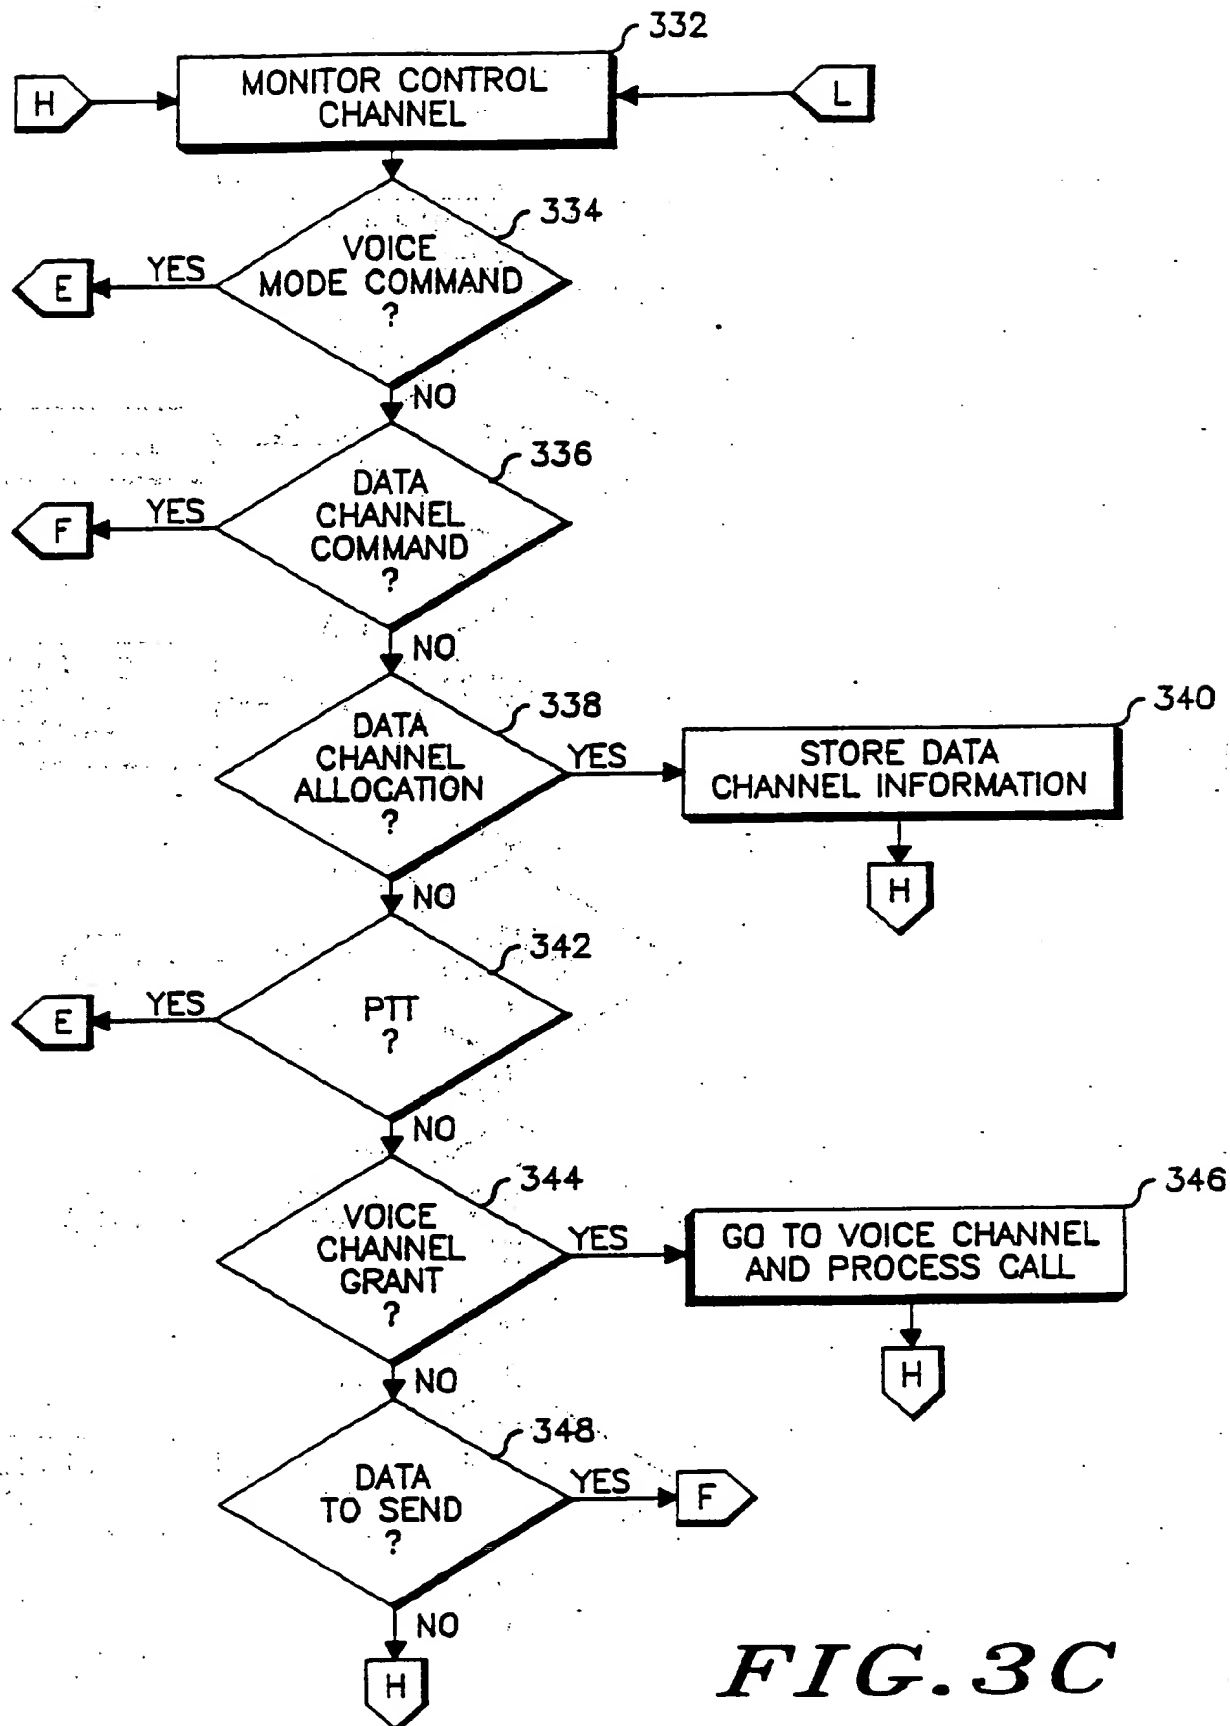 332
H
MONITOR CONTROL
CHANNEL
L
334
VOICE
MODE COMMAND
?
YES
E
NO
336
DATA
CHANNEL
COMMAND
?
YES
F
NO
338
DATA
CHANNEL
ALLOCATION
?
YES
340
STORE DATA
CHANNEL INFORMATION
H
NO
342
PTT
?
YES
E
NO
344
VOICE
CHANNEL
GRANT
?
YES
346
GO TO VOICE CHANNEL
AND PROCESS CALL
H
NO
348
DATA
TO SEND
?
YES
F
NO
H
FIG. 3C